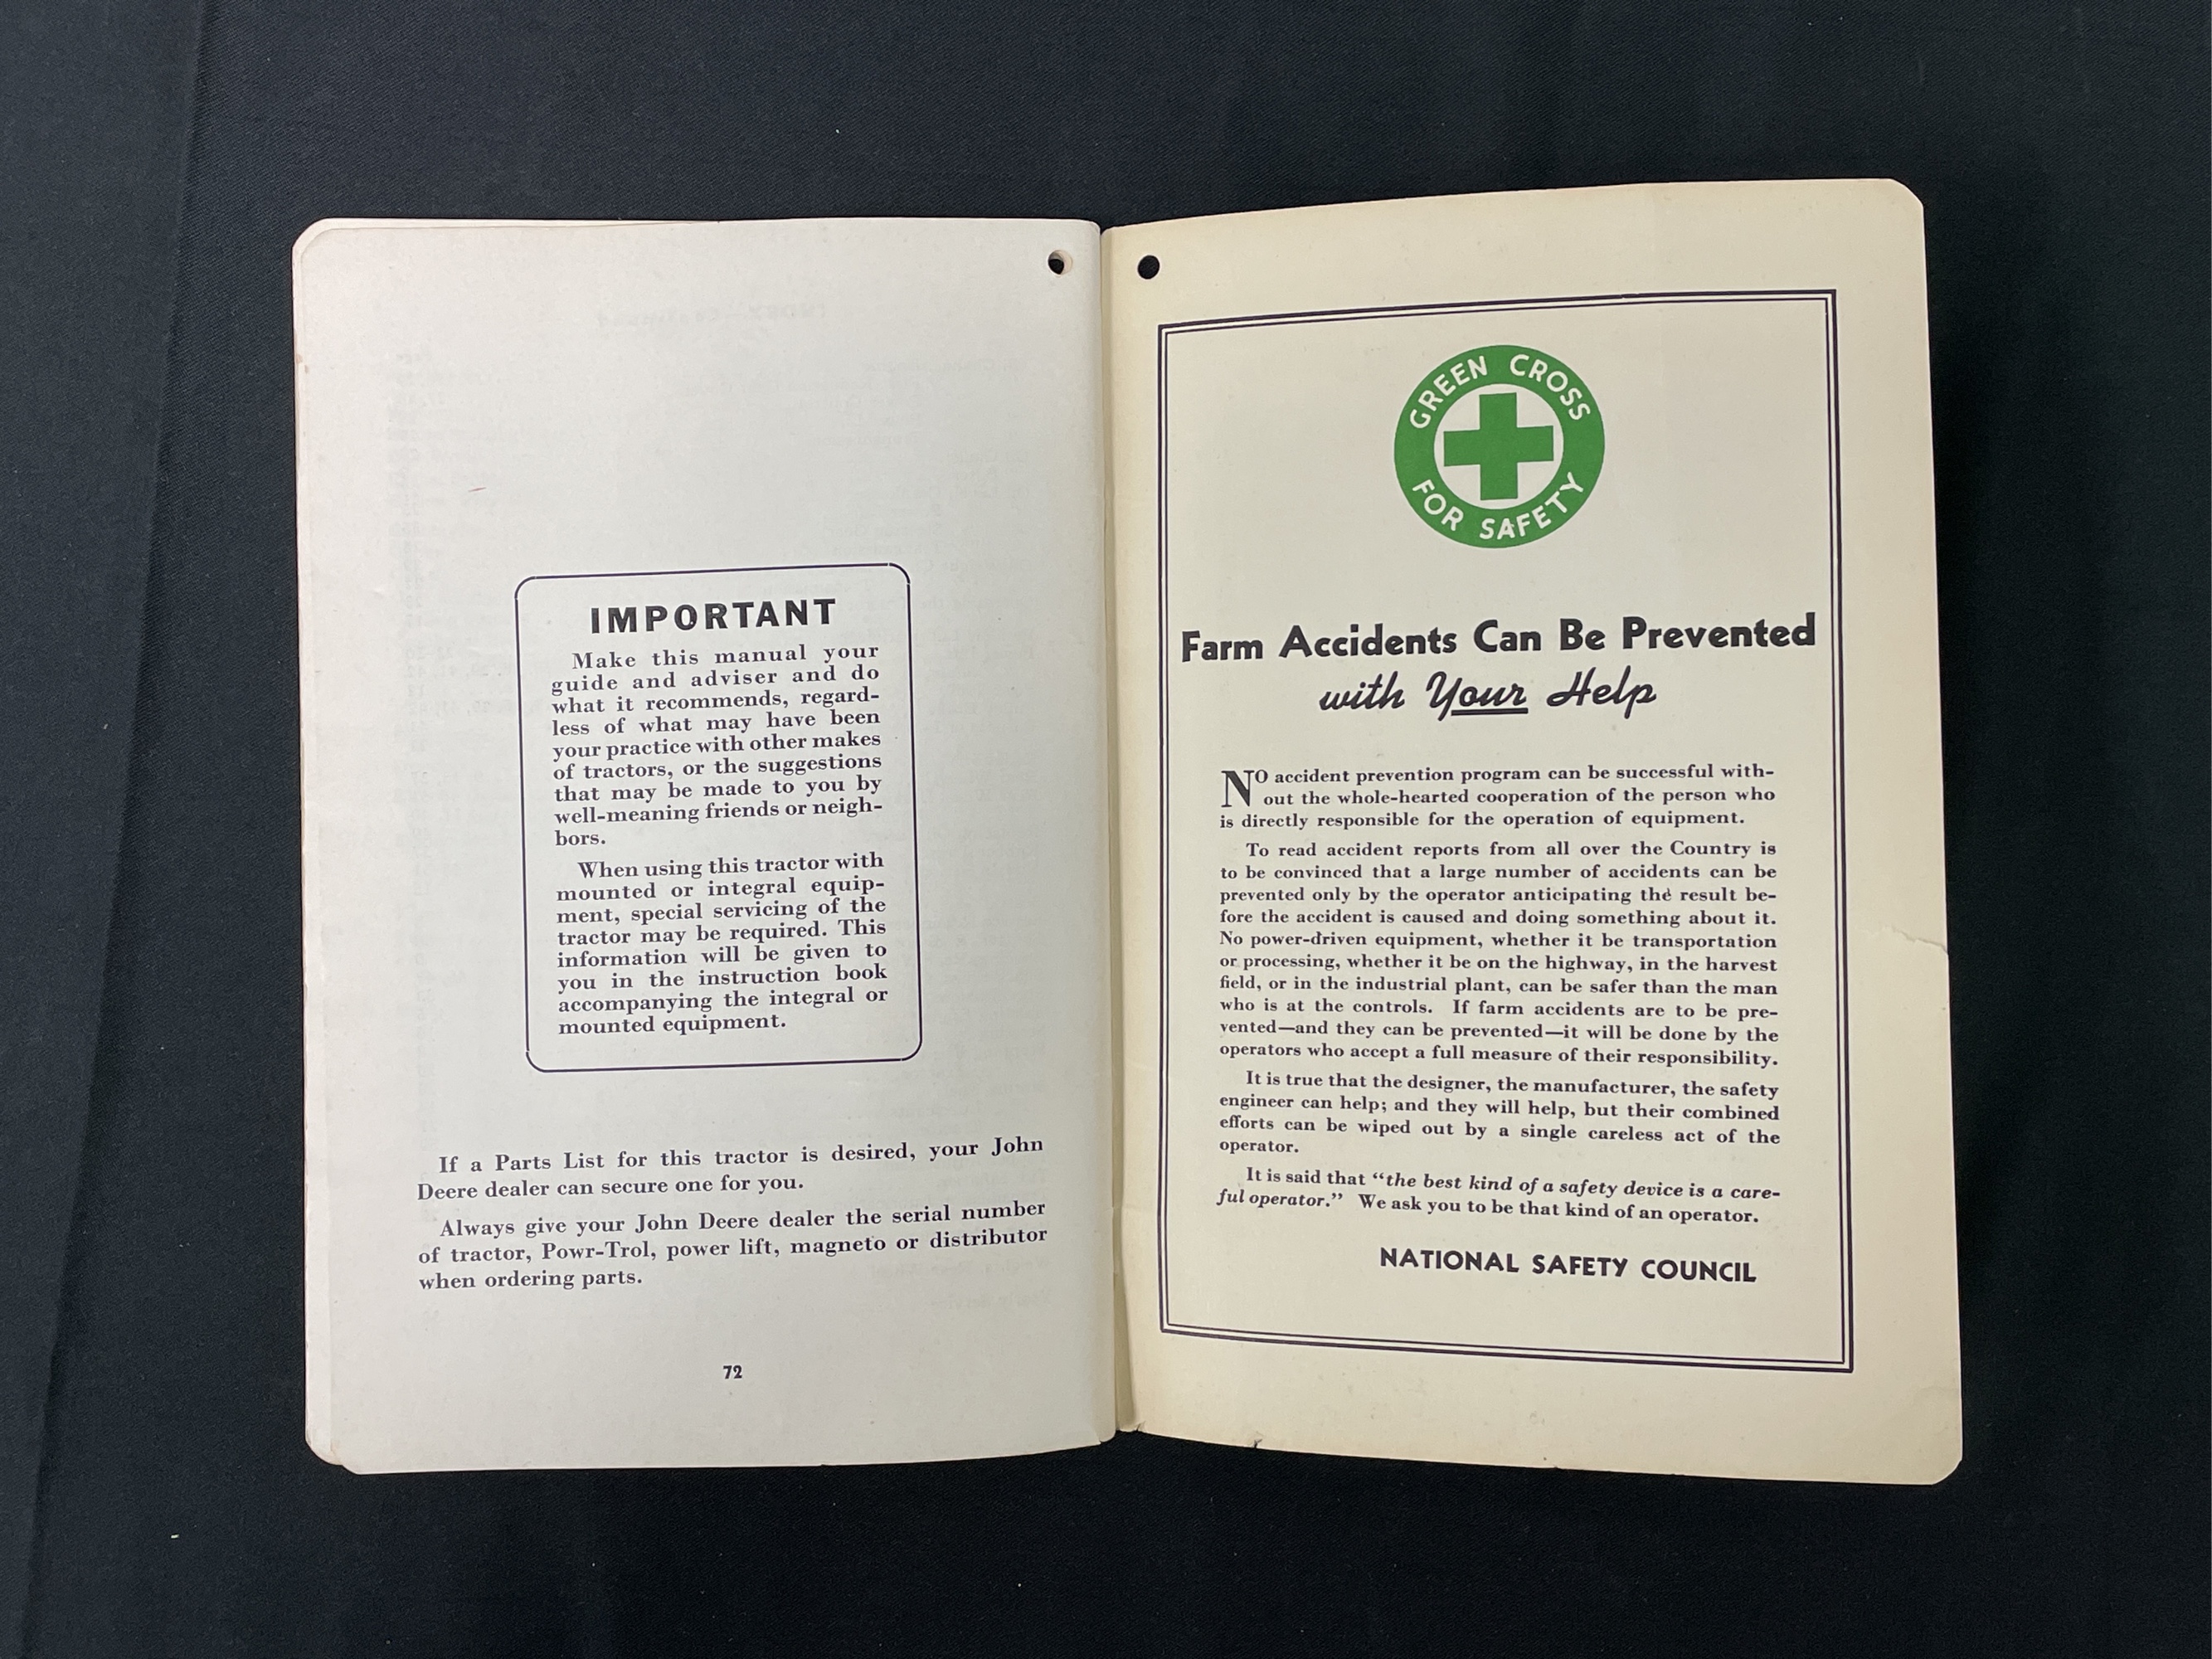 IMPORTANT
Make this manual your
guide and adviser and do
what it recommends, regard-
less of what may have been
your practice with other makes
of tractors, or the suggestions
that may be made to you by
well-meaning friends or neigh-
bors.
When using this tractor with
mounted or integral equip-
ment, special servicing of the
tractor may be required. This
information will be given to
you in the instruction book
accompanying the integral or
mounted equipment.
If a Parts List for this tractor is desired, your John
Deere dealer can secure one for you.
Always give your John Deere dealer the serial number
of tractor, Powr-Trol, power lift, magneto or distributor
when ordering parts.
72
GREEN CROSS
FOR SAFETY
Farm Accidents Can Be Prevented
with Your Help
NO accident prevention program can be successful with-
out the whole-hearted cooperation of the person who
is directly responsible for the operation of equipment.
To read accident reports from all over the Country is
to be convinced that a large number of accidents can be
prevented only by the operator anticipating the result be-
fore the accident is caused and doing something about it.
No power-driven equipment, whether it be transportation
or processing, whether it be on the highway, in the harvest
field, or in the industrial plant, can be safer than the man
who is at the controls. If farm accidents are to be pre-
vented—and they can be prevented—it will be done by the
operators who accept a full measure of their responsibility.
It is true that the designer, the manufacturer, the safety
engineer can help; and they will help, but their combined
efforts can be wiped out by a single careless act of the
operator.
It is said that "the best kind of a safety device is a care-
ful operator." We ask you to be that kind of an operator.
NATIONAL SAFETY COUNCIL